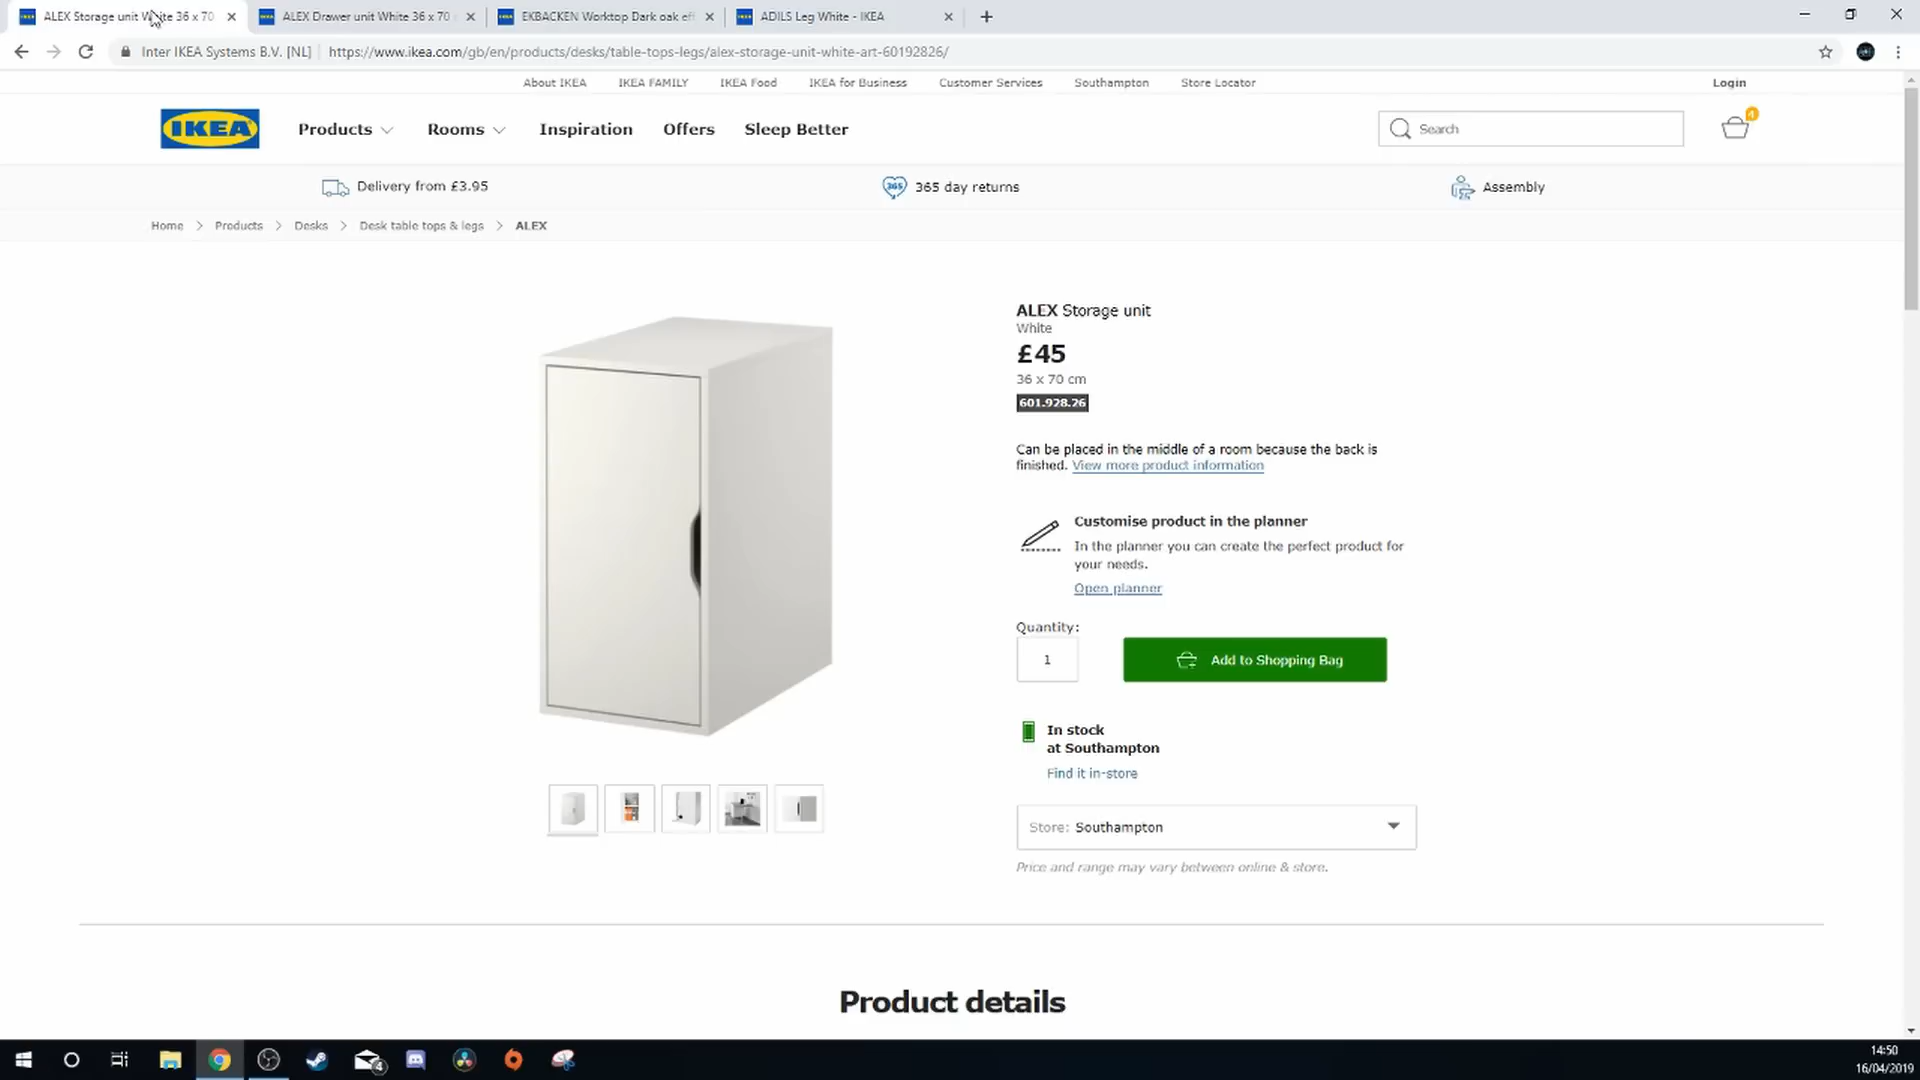 ALEX Storage unit White 36 x 70
ALEX Drawer unit White 36 x 70
EKBACKEN Worktop Dark oak eff
ADILS Leg White - IKEA
Inter IKEA Systems B.V. [NL]
https://www.ikea.com/gb/en/products/desks/table-tops-legs/alex-storage-unit-white-art-60192826/
About IKEA IKEA FAMILY IKEA Food IKEA for Business Customer Services Southampton Store Locator Login
IKEA
Products Rooms Inspiration Offers Sleep Better
Search
4
Delivery from £3.95
365
365 day returns
Assembly
Home > Products > Desks > Desk table tops & legs > ALEX
ALEX Storage unit
White
£45
36 x 70 cm
601.928.26
Can be placed in the middle of a room because the back is
finished. View more product information
Customise product in the planner
In the planner you can create the perfect product for
your needs.
Open planner
Quantity:
1
Add to Shopping Bag
In stock
at Southampton
Find it in-store
Store: Southampton
Price and range may vary between online & store.
Product details
4
14:50
16/04/2019